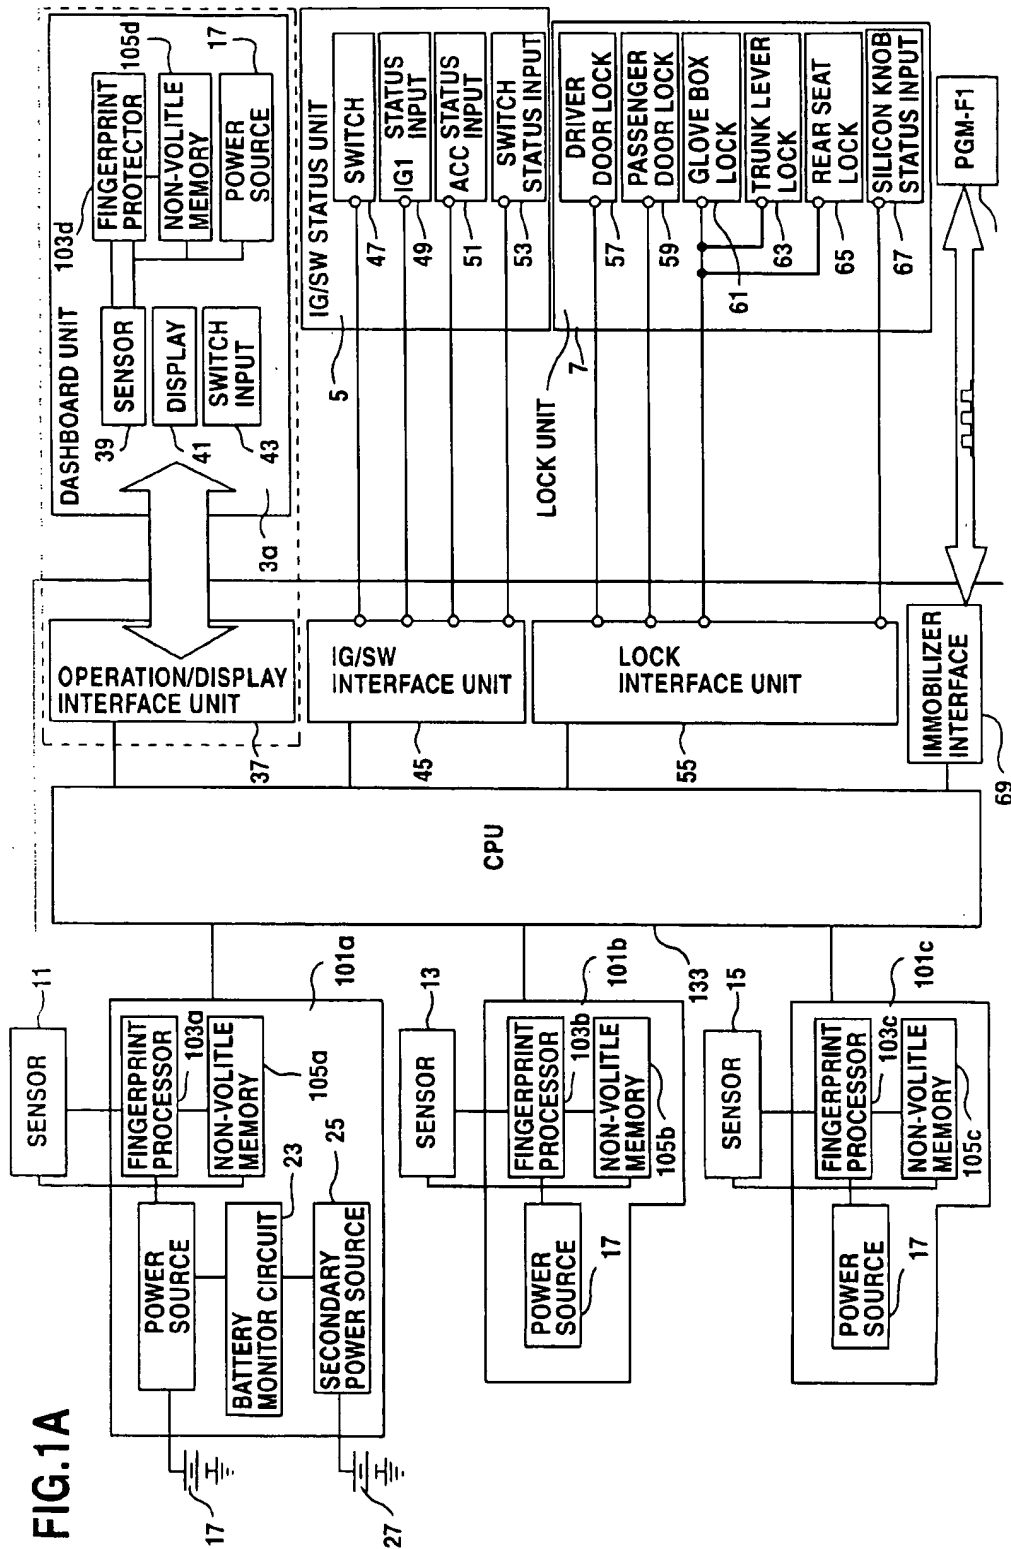 FIG.1A
17
27
POWER
SOURCE
BATTERY
MONITOR CIRCUIT
23
SECONDARY
POWER SOURCE
25
SENSOR
11
FINGERPRINT
PROCESSOR
103a
NON-VOLITLE
MEMORY
105a
101a
SENSOR
13
FINGERPRINT
PROCESSOR
103b
NON-VOLITLE
MEMORY
105b
101b
POWER
SOURCE
17
133
SENSOR
15
FINGERPRINT
PROCESSOR
103c
NON-VOLITLE
MEMORY
105c
101c
POWER
SOURCE
17
CPU
OPERATION/DISPLAY
INTERFACE UNIT
37
IG/SW
INTERFACE UNIT
45
LOCK
INTERFACE UNIT
55
IMMOBILIZER
INTERFACE
69
DASHBOARD UNIT
3a
SENSOR
39
DISPLAY
41
SWITCH
INPUT
43
FINGERPRINT
PROTECTOR
103d
NON-VOLITILE
MEMORY
105d
POWER
SOURCE
17
IG/SW STATUS UNIT
5
SWITCH
47
IG1 STATUS
INPUT
49
ACC STATUS
INPUT
51
SWITCH
STATUS INPUT
53
LOCK UNIT
7
DRIVER
DOOR LOCK
57
PASSENGER
DOOR LOCK
59
GLOVE BOX
LOCK
61
TRUNK LEVER
LOCK
63
REAR SEAT
LOCK
65
SILICON KNOB
STATUS INPUT
67
PGM-F1